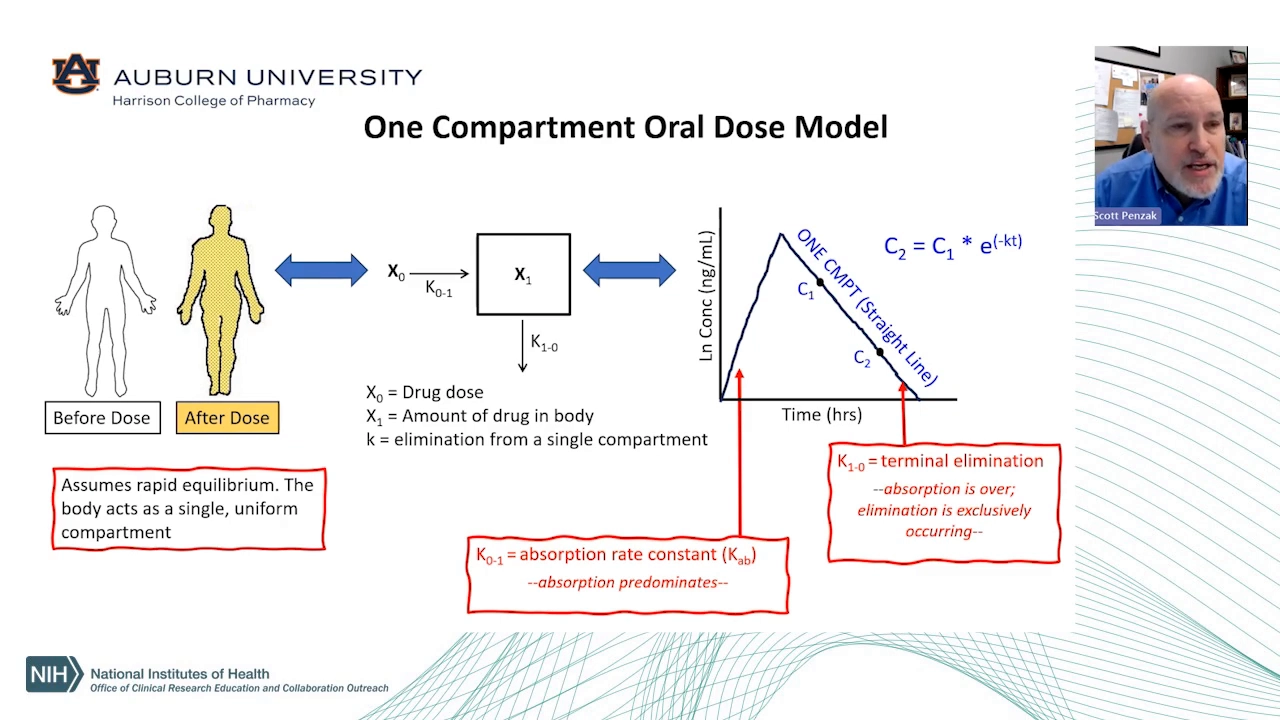 AUBURN UNIVERSITY
Harrison College of Pharmacy
One Compartment Oral Dose Model
Scott Penzak
Before Dose
After Dose
Assumes rapid equilibrium. The
body acts as a single, uniform
compartment
X₀
K₀₋₁
X₁
K₁₋₀
X₀ = Drug dose
X₁ = Amount of drug in body
k = elimination from a single compartment
Ln Conc (ng/mL)
ONE CMPT (Straight Line)
C₁
C₂
C₂ = C₁ * e⁽⁻ᵏᵗ⁾
Time (hrs)
K₀₋₁ = absorption rate constant (Kab)
--absorption predominates--
K₁₋₀ = terminal elimination
--absorption is over;
elimination is exclusively
occurring--
NIH
National Institutes of Health
Office of Clinical Research Education and Collaboration Outreach